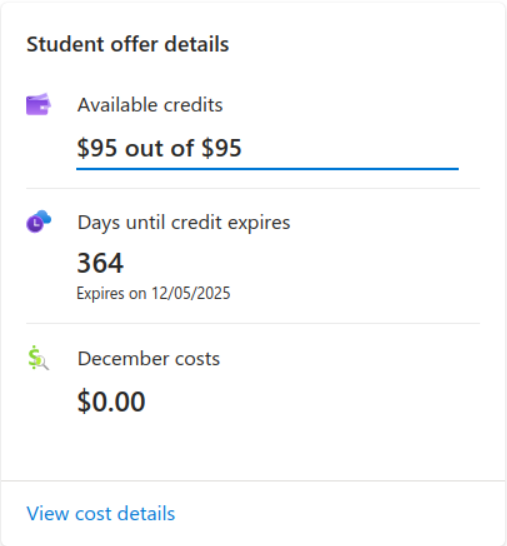 Student offer details
Available credits
$95 out of $95
Days until credit expires
364
Expires on 12/05/2025
December costs
$0.00
View cost details